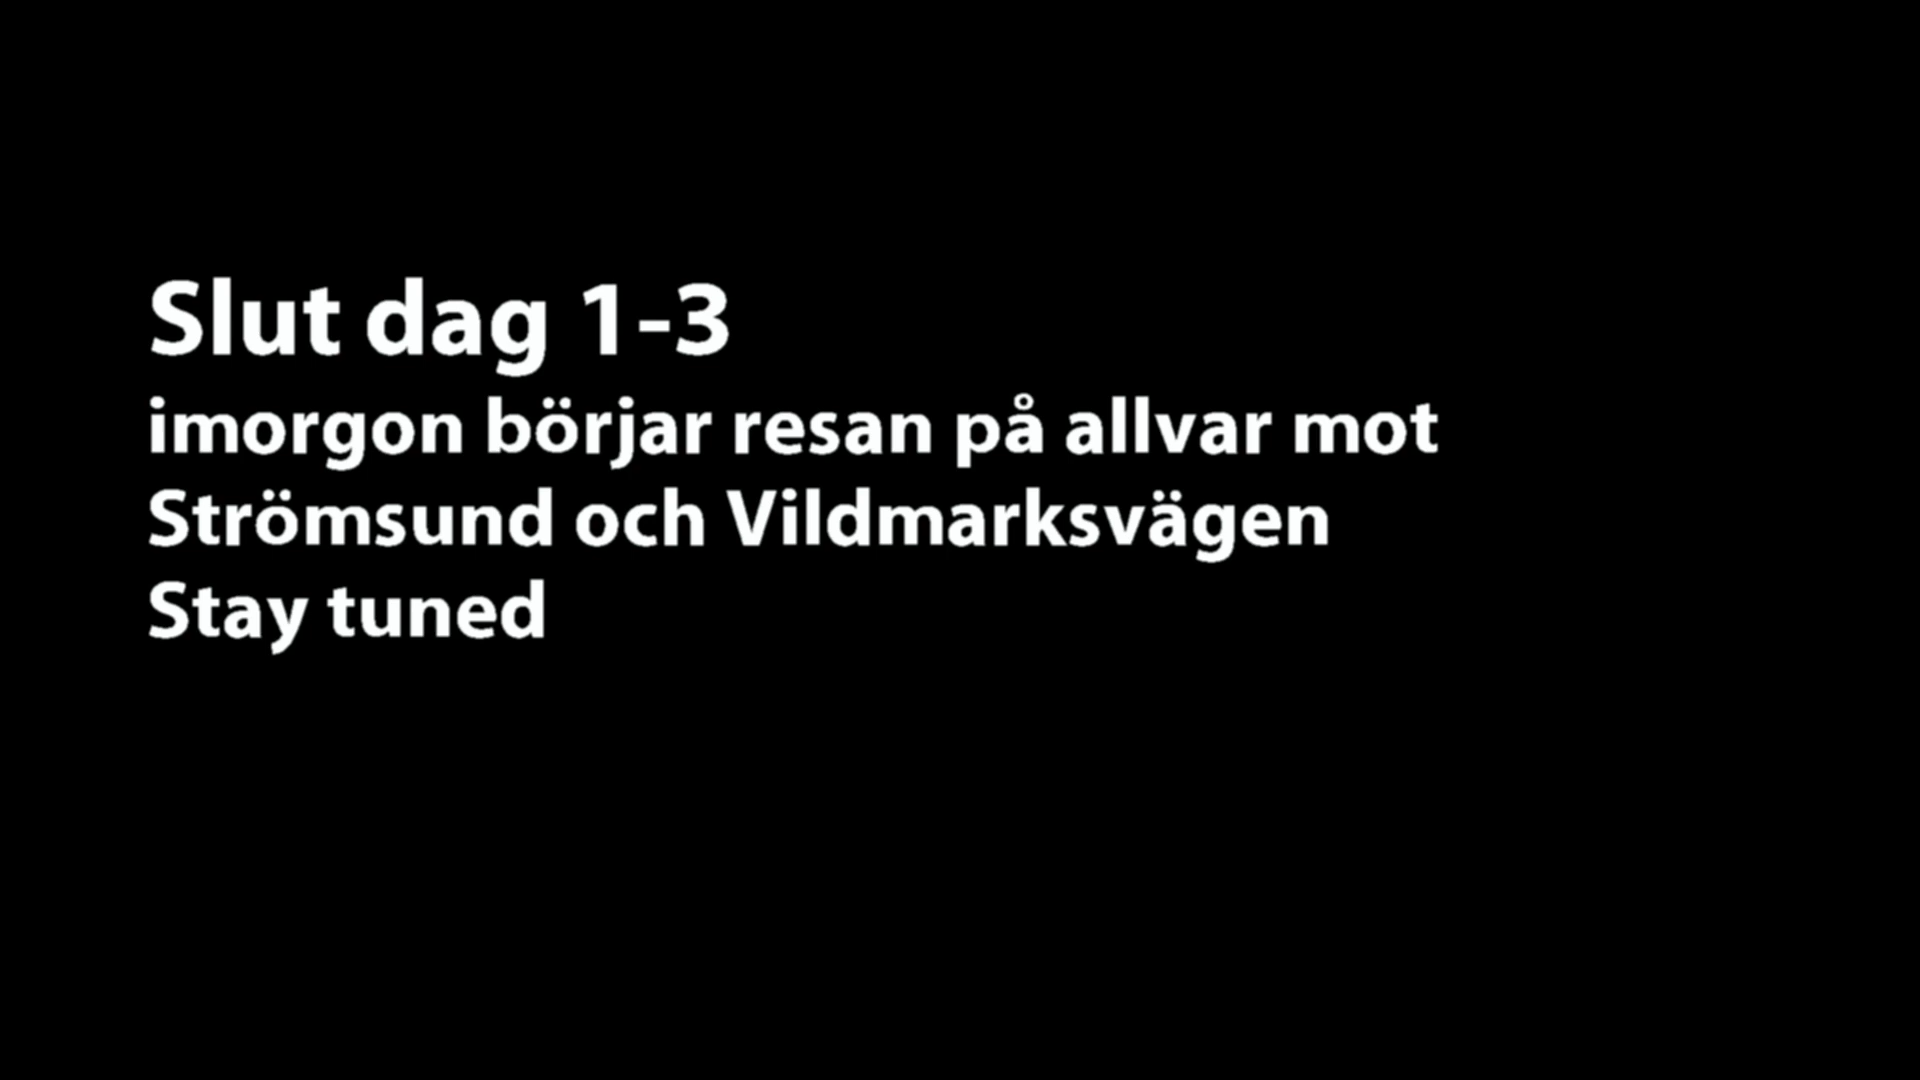 Slut dag 1-3
imorgon börjar resan på allvar mot
Strömsund och Vildmarksvägen
Stay tuned